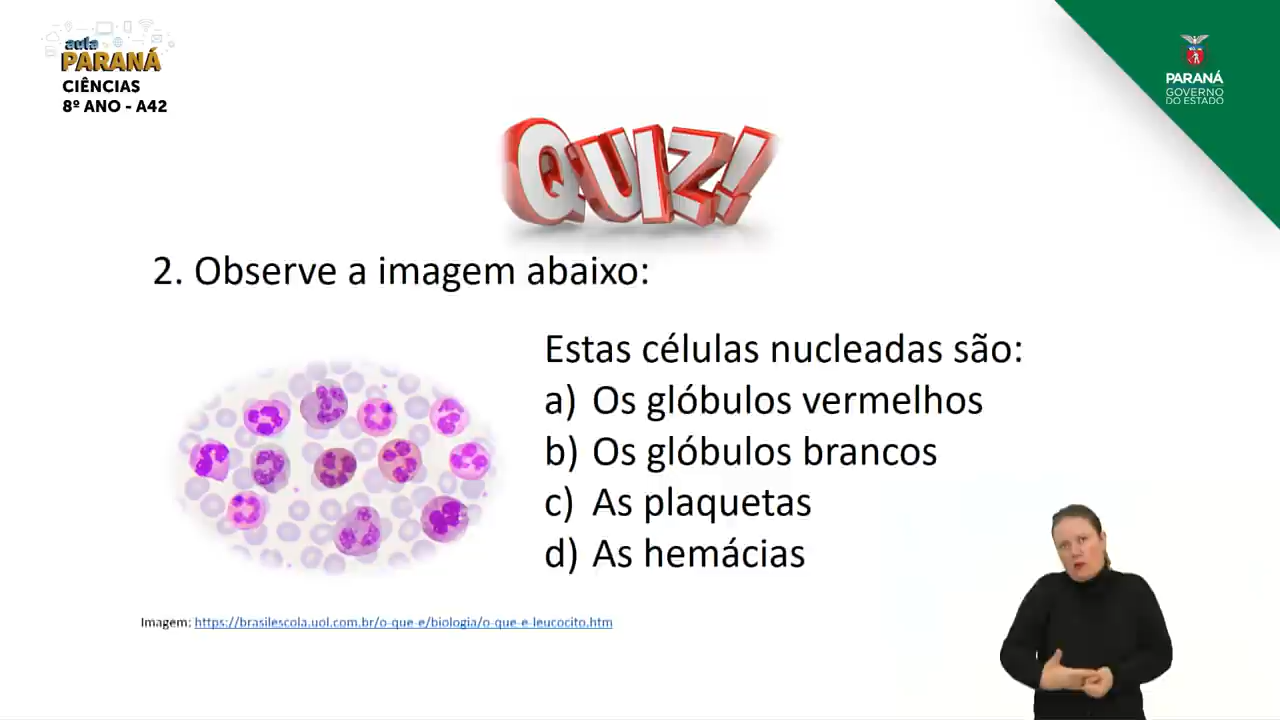 aula
PARANÁ
CIÊNCIAS
8º ANO - A42
PARANÁ
GOVERNO
DO ESTADO
QUIZ!
2. Observe a imagem abaixo:
Estas células nucleadas são:
a) Os glóbulos vermelhos
b) Os glóbulos brancos
c) As plaquetas
d) As hemácias
Imagem: https://brasilescola.uol.com.br/o-que-e/biologia/o-que-e-leucocito.htm